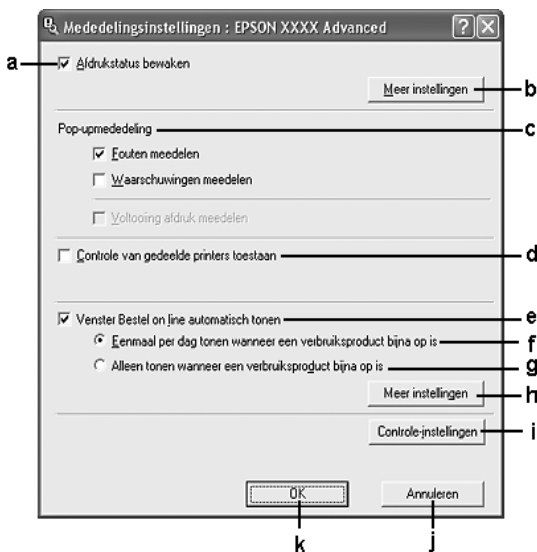 Mededelingsinstellingen : EPSON XXXX Advanced
a
Afdrukstatus bewaken
Meer instellingen
b
Pop-upmededeling
c
Fouten meedelen
Waarschuwingen meedelen
Voltooiing afdruk meedelen
Controle van gedeelde printers toestaan
d
Venster Bestel on line automatisch tonen
e
Eenmaal per dag tonen wanneer een verbruiksproduct bijna op is
f
Alleen tonen wanneer een verbruiksproduct bijna op is
g
Meer instellingen
h
Controle-instellingen
i
OK
Annuleren
k
j